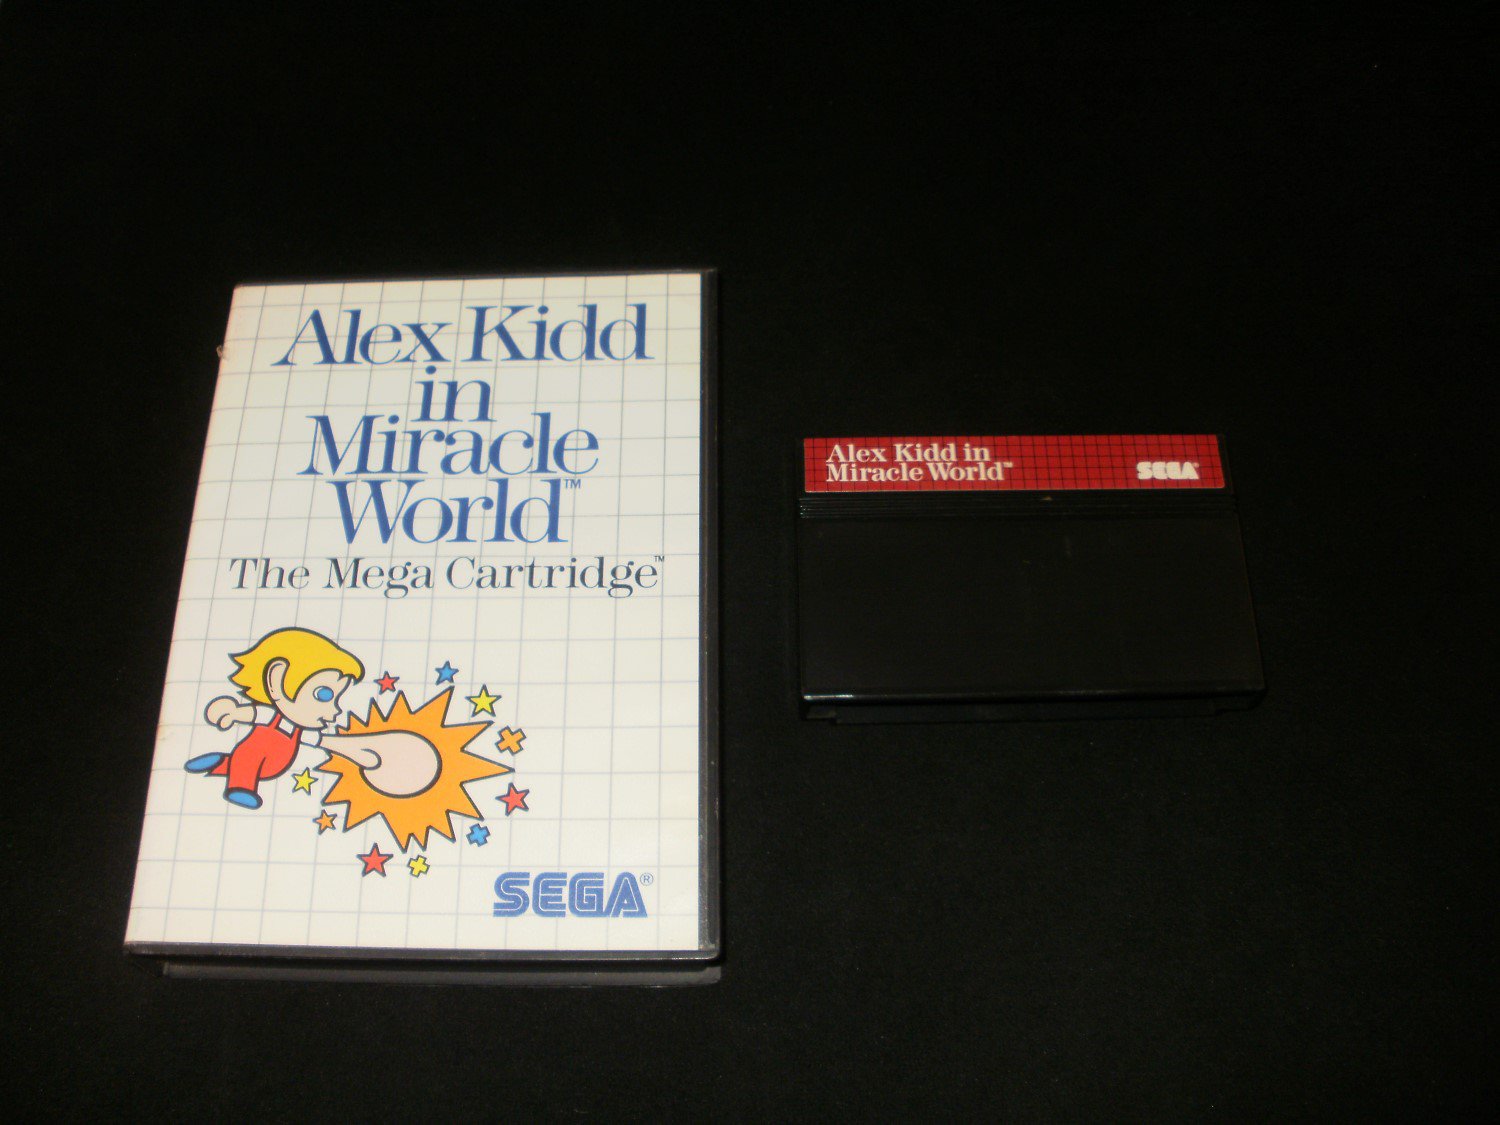 Alex Kidd
in
Miracle
World™
The Mega Cartridge™
SEGA®
Alex Kidd in
Miracle World™
SEGA®